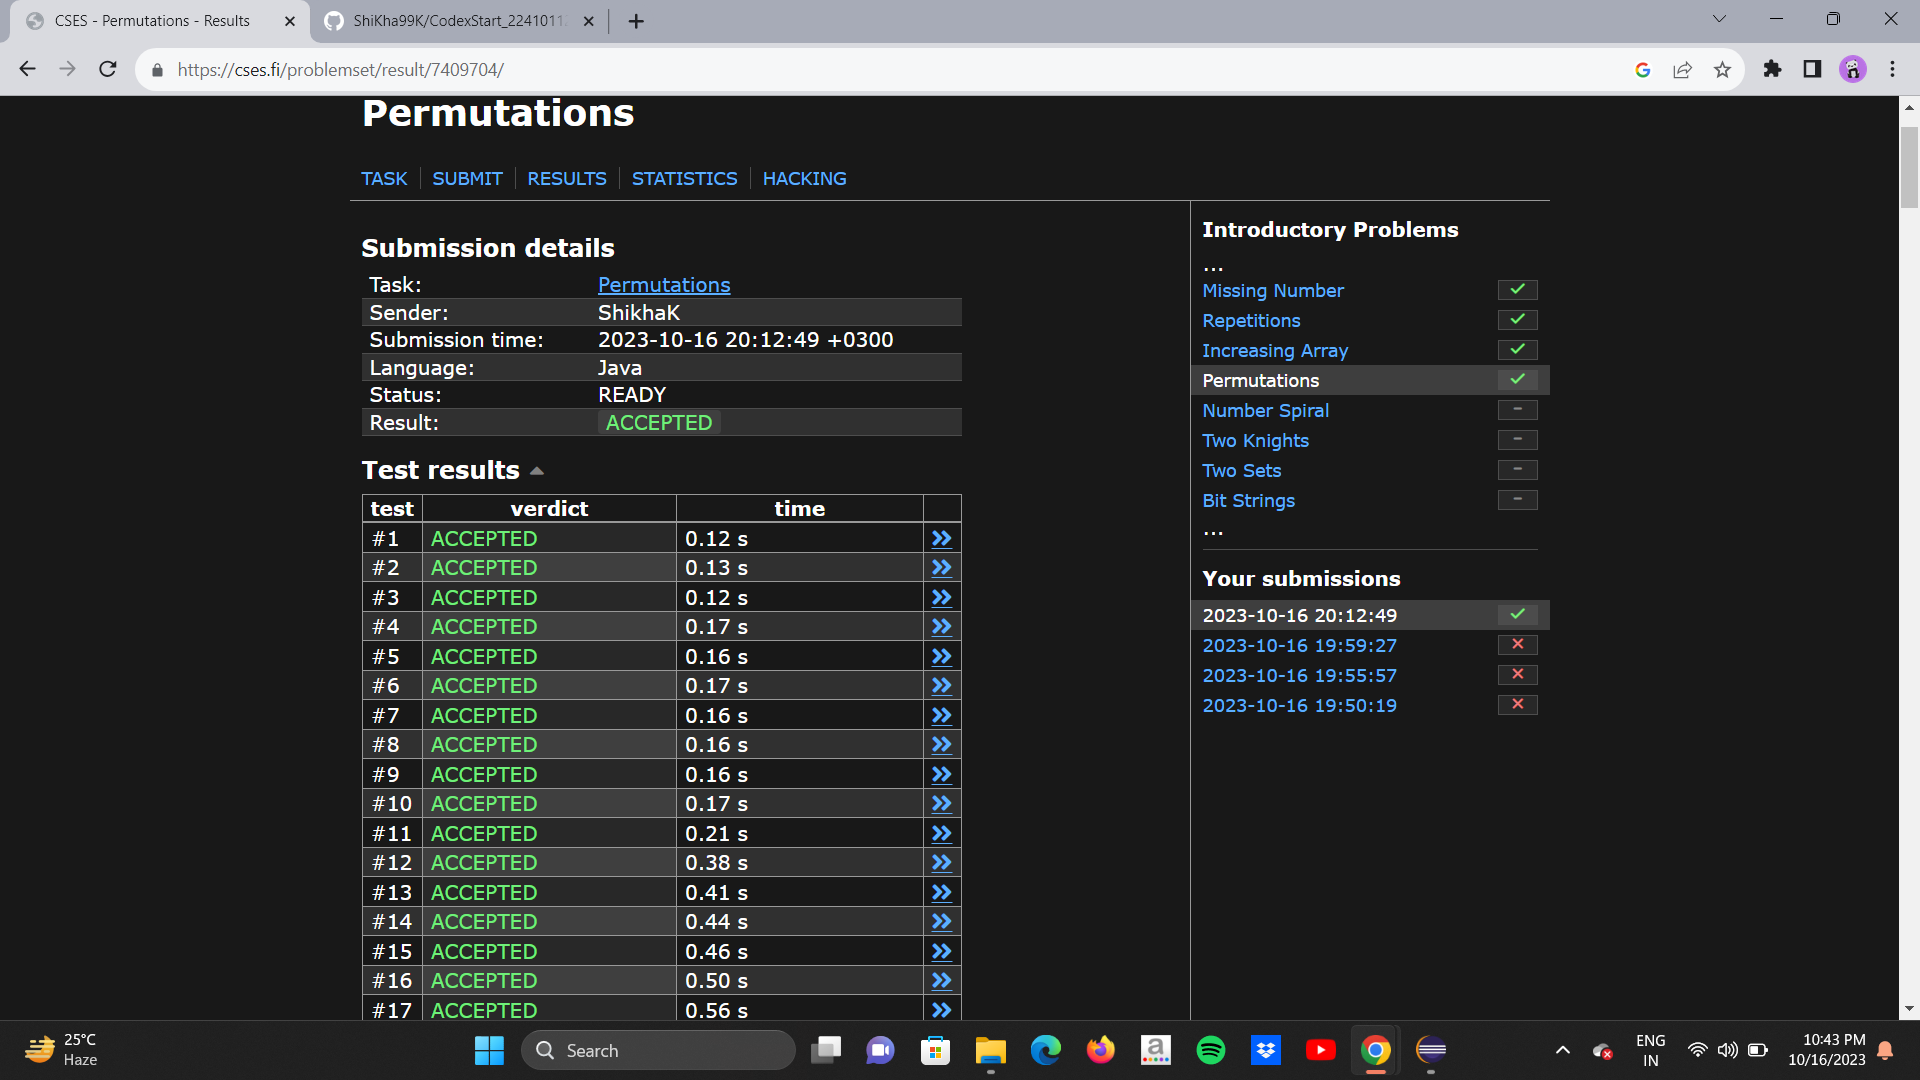 CSES - Permutations - Results
ShiKha99K/CodexStart_2241011
https://cses.fi/problemset/result/7409704/
Permutations
TASK SUBMIT RESULTS STATISTICS HACKING
Submission details
Task: Permutations
Sender: ShikhaK
Submission time: 2023-10-16 20:12:49 +0300
Language: Java
Status: READY
Result: ACCEPTED
Test results
test verdict time
#1 ACCEPTED 0.12 s
#2 ACCEPTED 0.13 s
#3 ACCEPTED 0.12 s
#4 ACCEPTED 0.17 s
#5 ACCEPTED 0.16 s
#6 ACCEPTED 0.17 s
#7 ACCEPTED 0.16 s
#8 ACCEPTED 0.16 s
#9 ACCEPTED 0.16 s
#10 ACCEPTED 0.17 s
#11 ACCEPTED 0.21 s
#12 ACCEPTED 0.38 s
#13 ACCEPTED 0.41 s
#14 ACCEPTED 0.44 s
#15 ACCEPTED 0.46 s
#16 ACCEPTED 0.50 s
#17 ACCEPTED 0.56 s
Introductory Problems
...
Missing Number
Repetitions
Increasing Array
Permutations
Number Spiral
Two Knights
Two Sets
Bit Strings
...
Your submissions
2023-10-16 20:12:49
2023-10-16 19:59:27
2023-10-16 19:55:57
2023-10-16 19:50:19
25°C
Haze
Search
ENG
IN
10:43 PM
10/16/2023